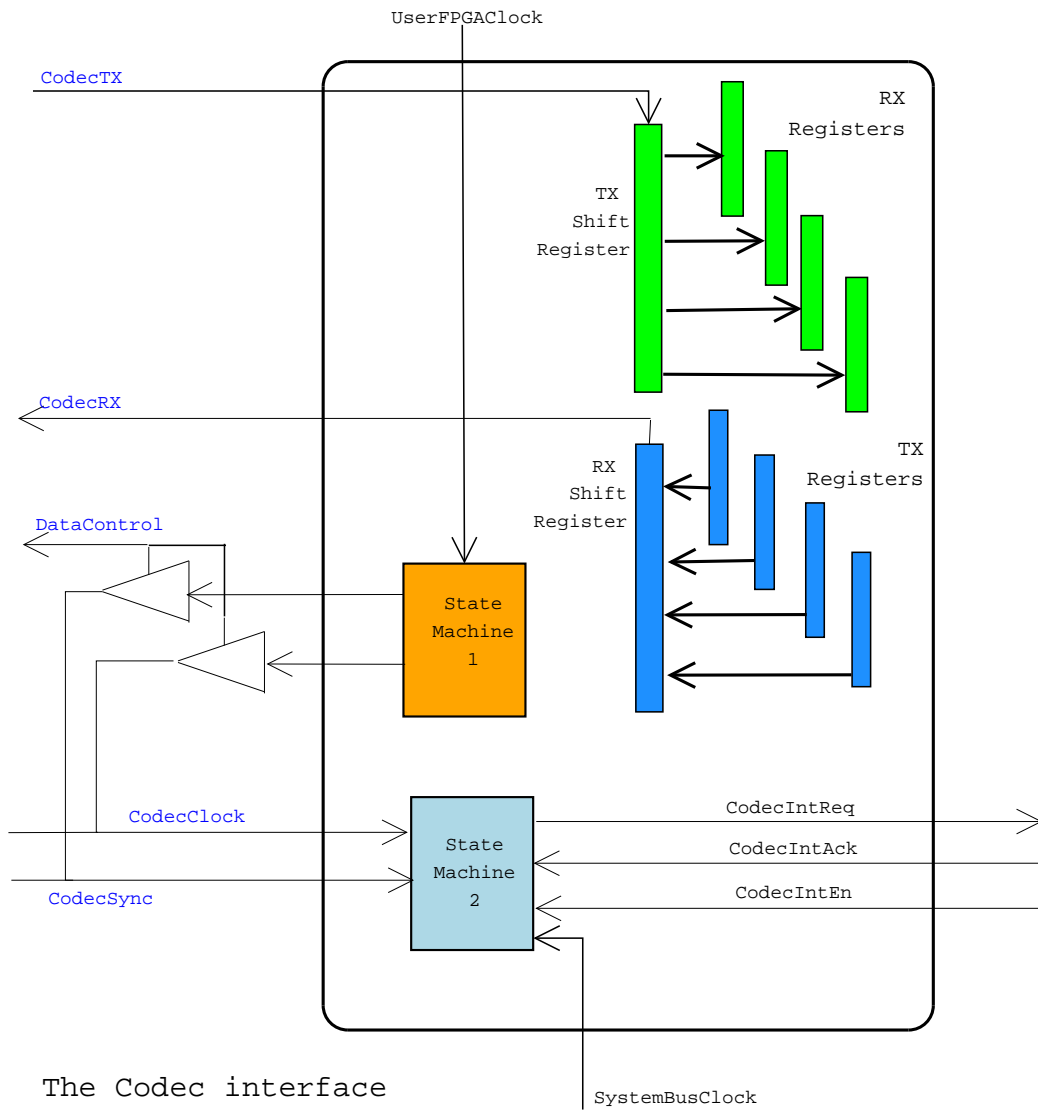 UserFPGAClock
CodecTX
RX
Registers
TX
Shift
Register
CodecRX
TX
Registers
RX
Shift
Register
DataControl
State
Machine
1
CodecClock
CodecSync
State
Machine
2
CodecIntReq
CodecIntAck
CodecIntEn
The Codec interface
SystemBusClock